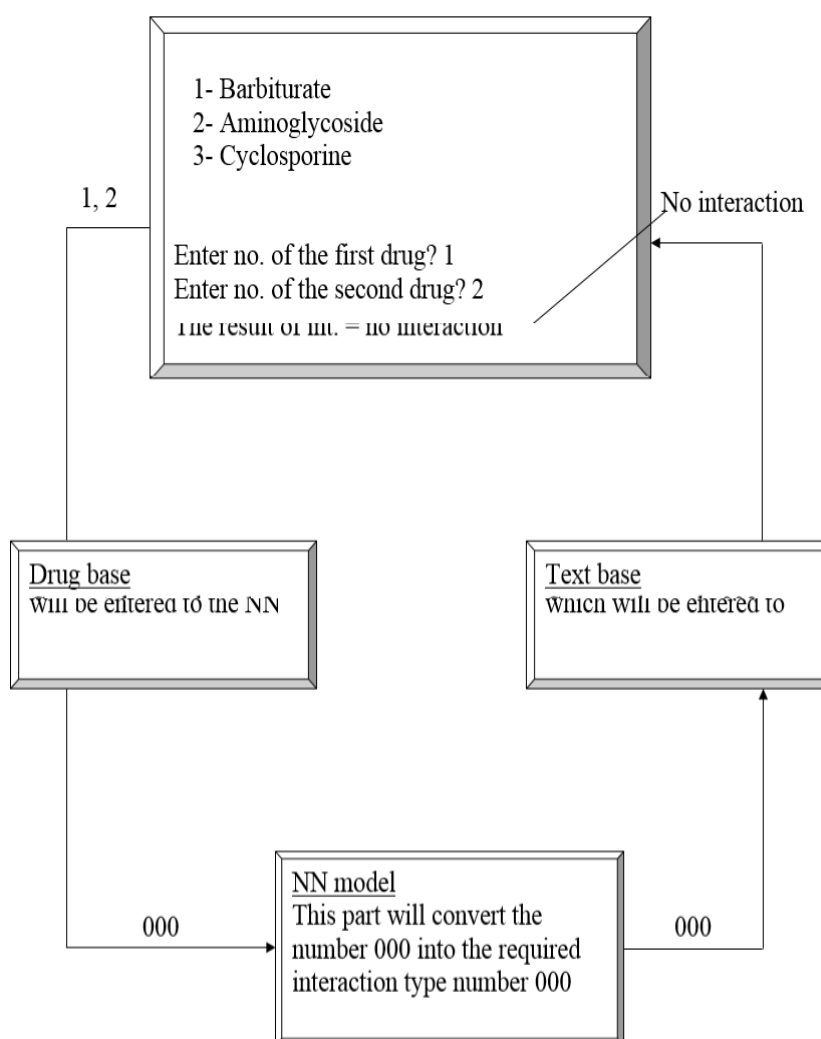 1- Barbiturate
2- Aminoglycoside
3- Cyclosporine
1, 2
No interaction
Enter no. of the first drug? 1
Enter no. of the second drug? 2
The result of int. = no interaction
Drug base
will be entered to the NN
Text base
which will be entered to
NN model
This part will convert the
number 000 into the required
interaction type number 000
000
000